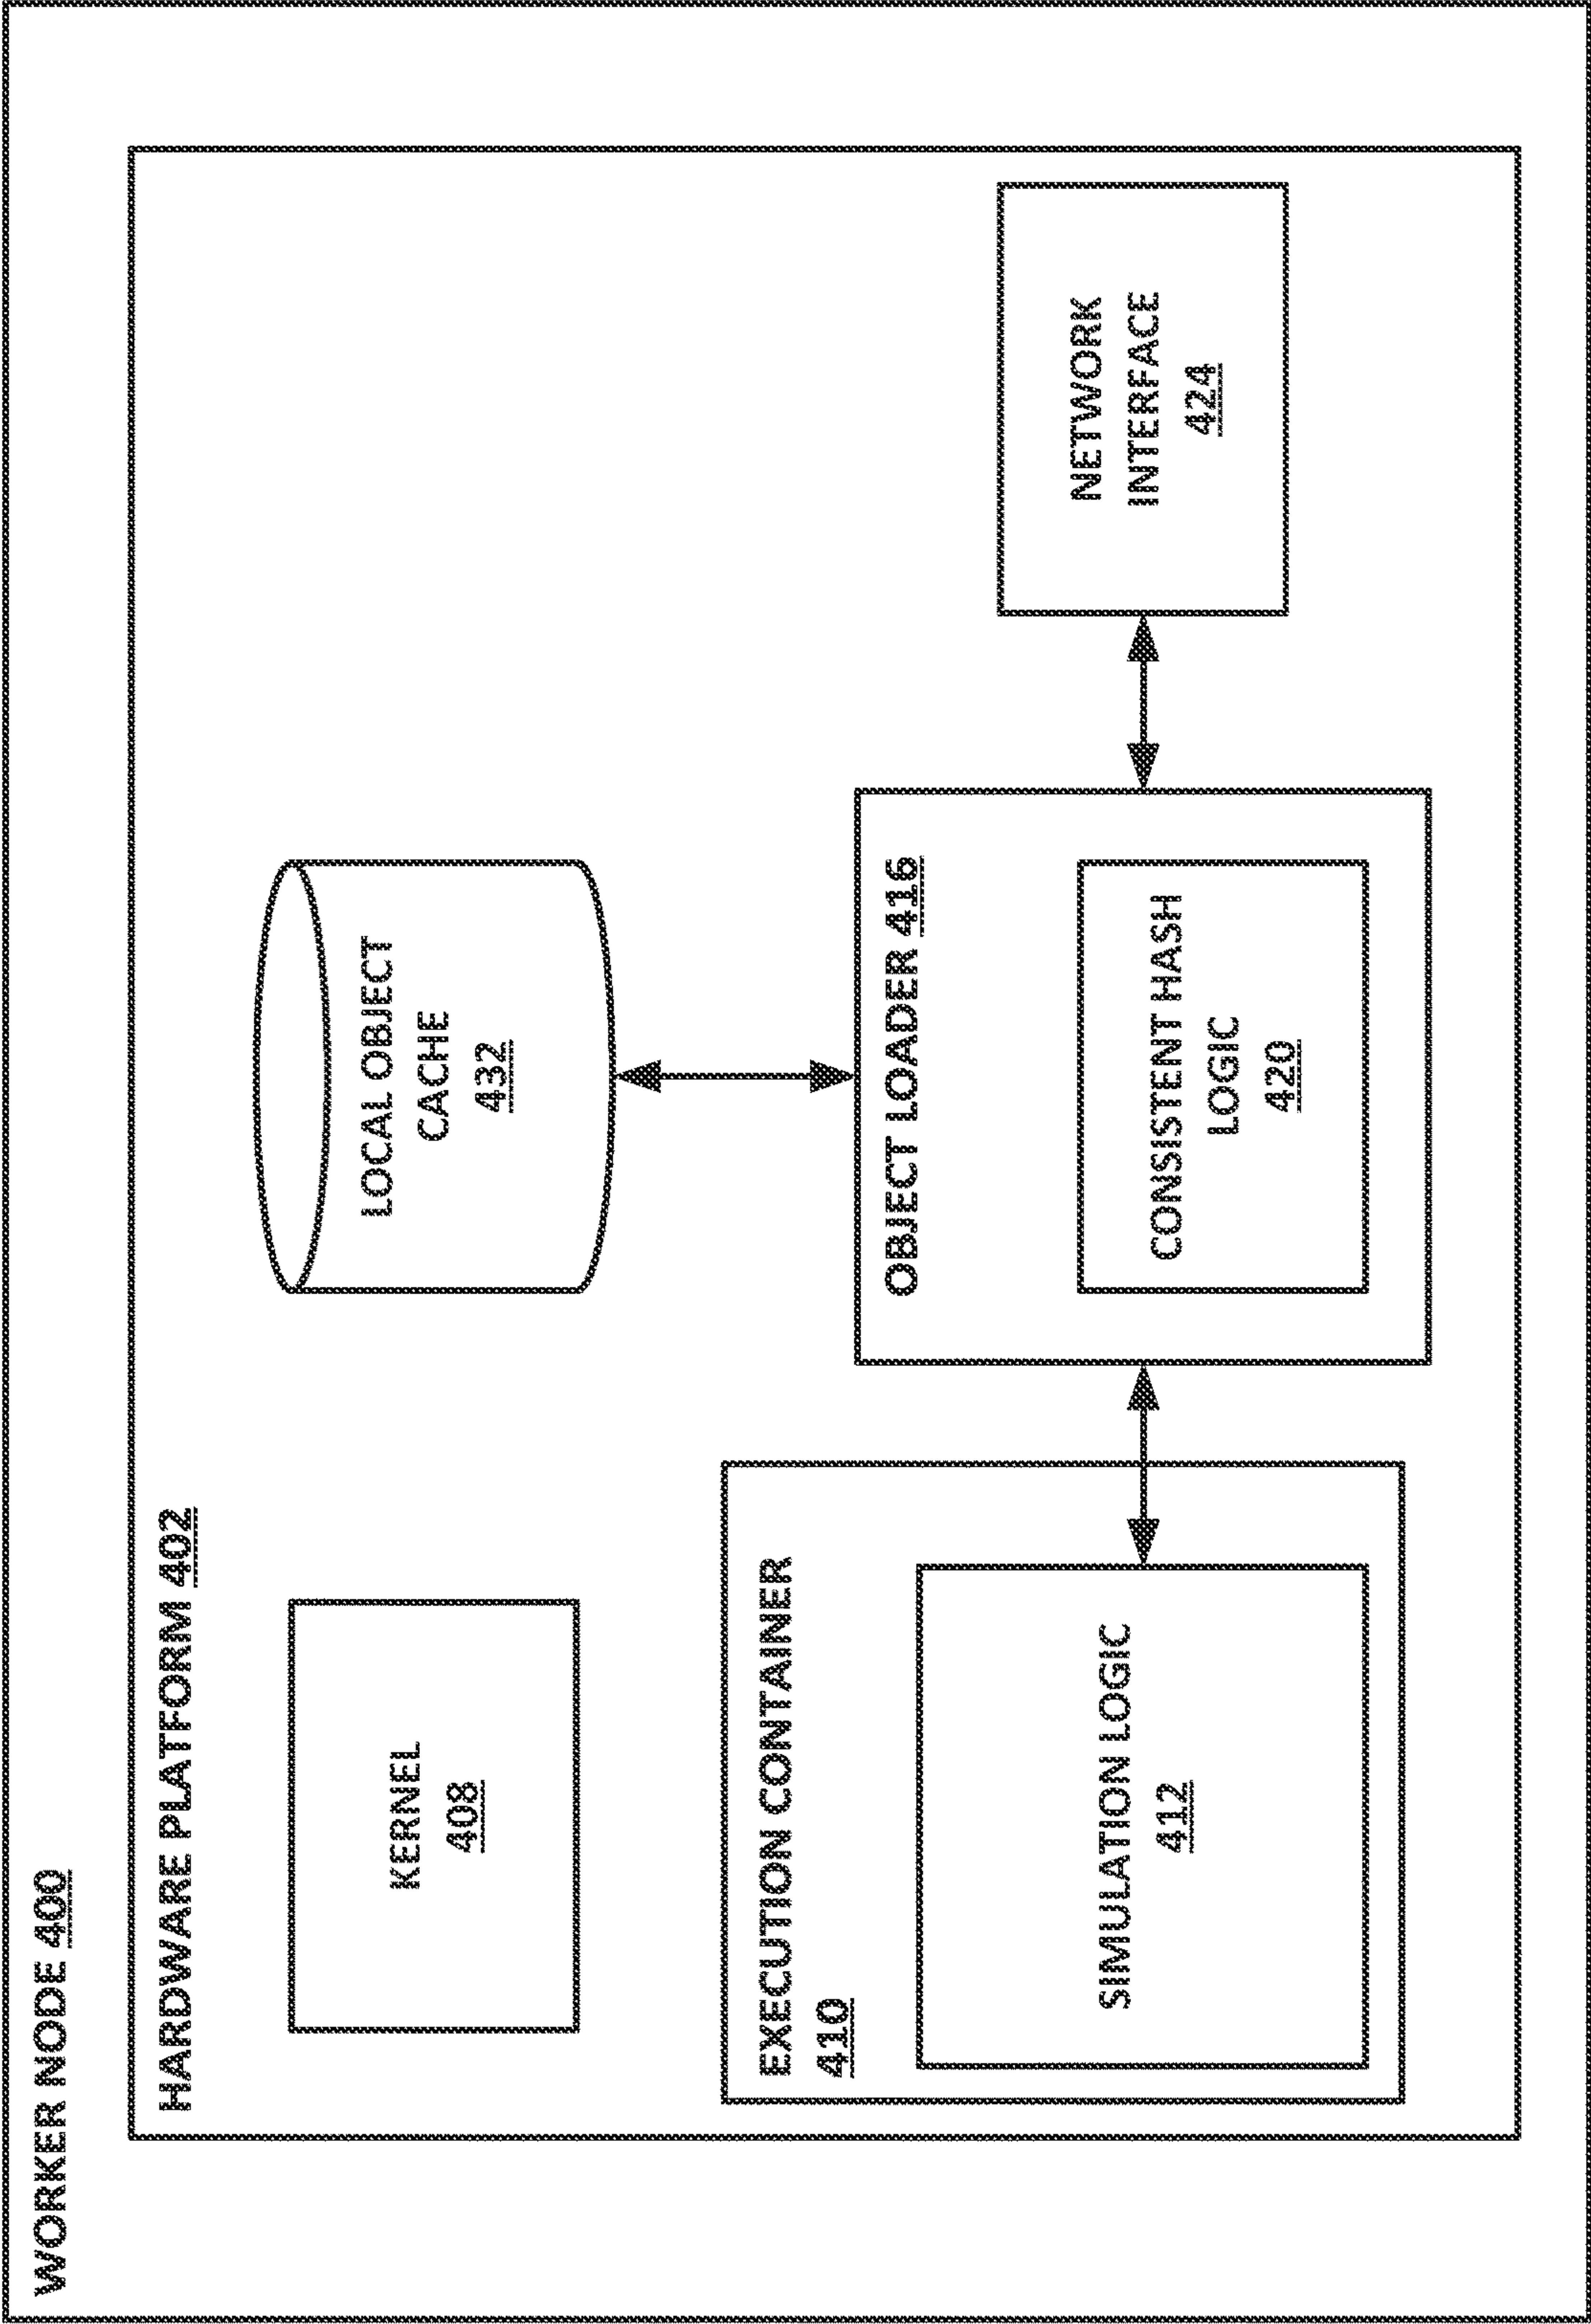 WORKER NODE 400
HARDWARE PLATFORM 402
KERNEL
408
LOCAL OBJECT
CACHE
432
EXECUTION CONTAINER
410
SIMULATION LOGIC
412
OBJECT LOADER 416
CONSISTENT HASH
LOGIC
420
NETWORK
INTERFACE
424